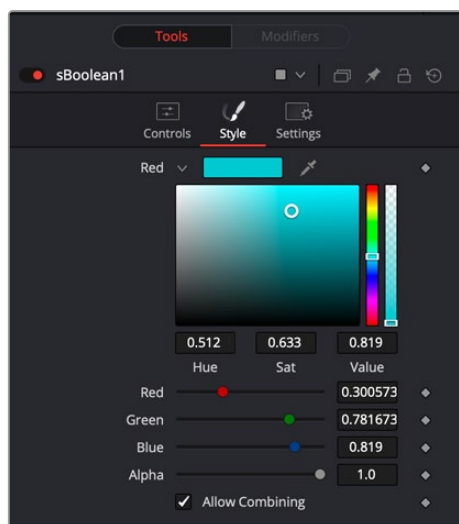 Tools Modifiers
sBoolean1
Controls Style Settings
Red
0.512 0.633 0.819
Hue Sat Value
Red 0.300573
Green 0.781673
Blue 0.819
Alpha 1.0
Allow Combining